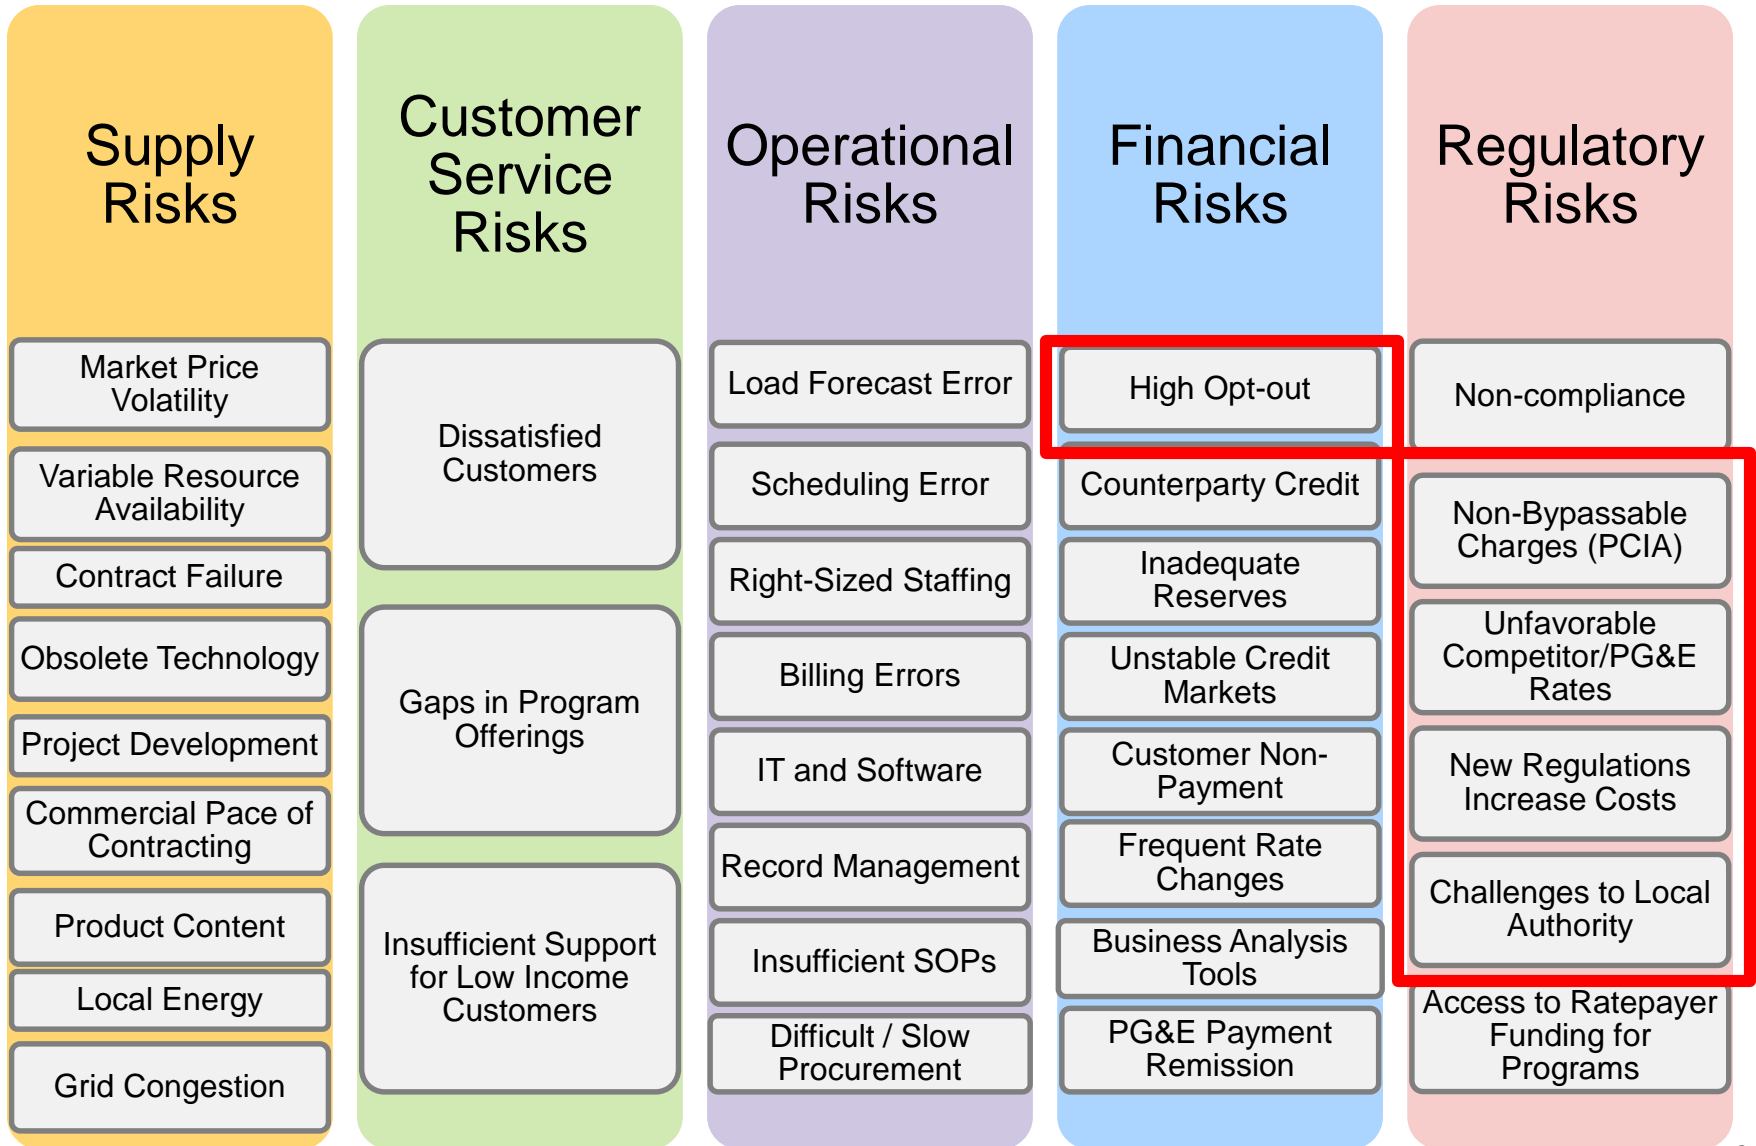 Supply
Risks
Market Price
Volatility
Variable Resource
Availability
Contract Failure
Obsolete Technology
Project Development
Commercial Pace of
Contracting
Product Content
Local Energy
Grid Congestion
Customer
Service
Risks
Dissatisfied
Customers
Gaps in Program
Offerings
Insufficient Support
for Low Income
Customers
Operational
Risks
Load Forecast Error
Scheduling Error
Right-Sized Staffing
Billing Errors
IT and Software
Record Management
Insufficient SOPs
Difficult / Slow
Procurement
Financial
Risks
High Opt-out
Counterparty Credit
Inadequate
Reserves
Unstable Credit
Markets
Customer Non-
Payment
Frequent Rate
Changes
Business Analysis
Tools
PG&E Payment
Remission
Regulatory
Risks
Non-compliance
Non-Bypassable
Charges (PCIA)
Unfavorable
Competitor/PG&E
Rates
New Regulations
Increase Costs
Challenges to Local
Authority
Access to Ratepayer
Funding for
Programs